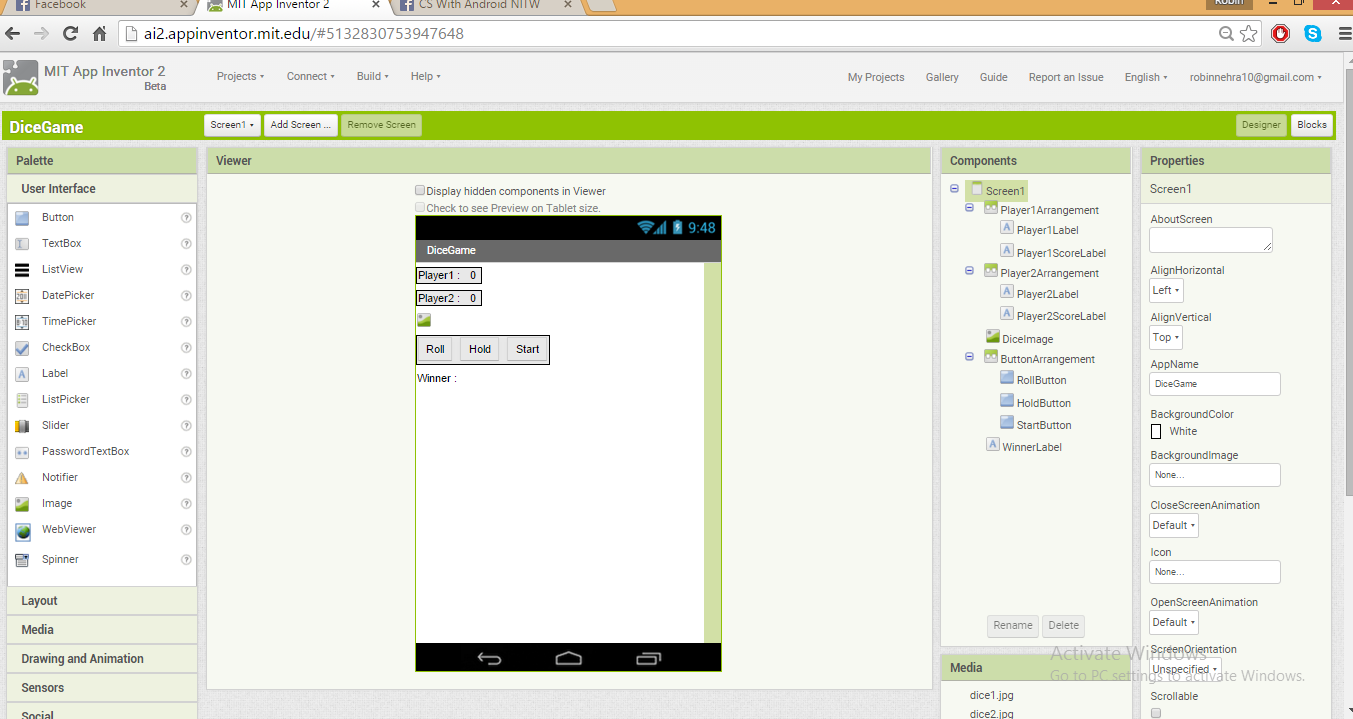 Facebook
MIT App Inventor 2
CS With Android NITW
Robin
ai2.appinventor.mit.edu/#5132830753947648
MIT App Inventor 2
Beta
Projects
Connect
Build
Help
My Projects
Gallery
Guide
Report an Issue
English
robinnehra10@gmail.com
DiceGame
Screen1
Add Screen ...
Remove Screen
Designer
Blocks
Palette
User Interface
Button
TextBox
ListView
DatePicker
TimePicker
CheckBox
Label
ListPicker
Slider
PasswordTextBox
Notifier
Image
WebViewer
Spinner
Layout
Media
Drawing and Animation
Sensors
Social
Viewer
Display hidden components in Viewer
Check to see Preview on Tablet size.
9:48
DiceGame
Player1 : 0
Player2 : 0
Roll Hold Start
Winner :
Components
Screen1
Player1Arrangement
Player1Label
Player1ScoreLabel
Player2Arrangement
Player2Label
Player2ScoreLabel
DiceImage
ButtonArrangement
RollButton
HoldButton
StartButton
WinnerLabel
Rename Delete
Media
dice1.jpg
dice2.jpg
Properties
Screen1
AboutScreen
AlignHorizontal
Left
AlignVertical
Top
AppName
DiceGame
BackgroundColor
White
BackgroundImage
None...
CloseScreenAnimation
Default
Icon
None...
OpenScreenAnimation
Default
ScreenOrientation
Unspecified
Scrollable
Activate Windows
Go to PC settings to activate Windows.